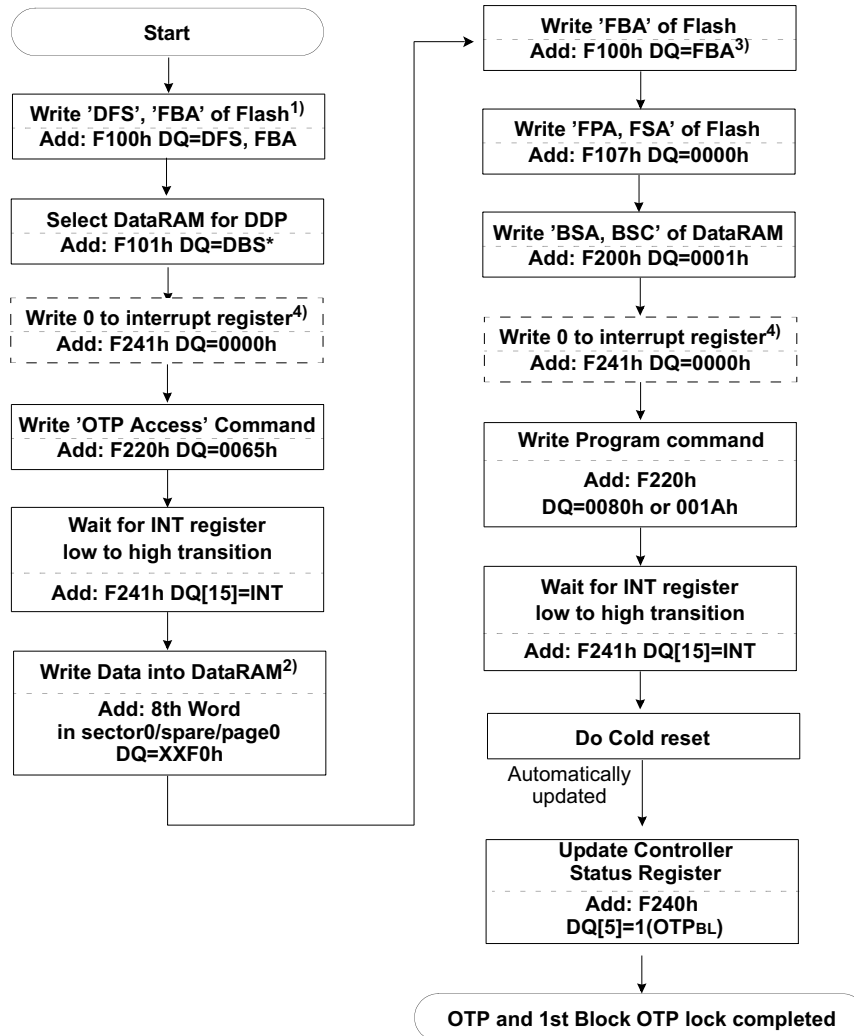 Start
Write 'DFS', 'FBA' of Flash1)
Add: F100h DQ=DFS, FBA
Select DataRAM for DDP
Add: F101h DQ=DBS*
Write 0 to interrupt register4)
Add: F241h DQ=0000h
Write 'OTP Access' Command
Add: F220h DQ=0065h
Wait for INT register
low to high transition
Add: F241h DQ[15]=INT
Write Data into DataRAM2)
Add: 8th Word
in sector0/spare/page0
DQ=XXF0h
Write 'FBA' of Flash
Add: F100h DQ=FBA3)
Write 'FPA, FSA' of Flash
Add: F107h DQ=0000h
Write 'BSA, BSC' of DataRAM
Add: F200h DQ=0001h
Write 0 to interrupt register4)
Add: F241h DQ=0000h
Write Program command
Add: F220h
DQ=0080h or 001Ah
Wait for INT register
low to high transition
Add: F241h DQ[15]=INT
Do Cold reset
Automatically
updated
Update Controller
Status Register
Add: F240h
DQ[5]=1(OTPBL)
OTP and 1st Block OTP lock completed